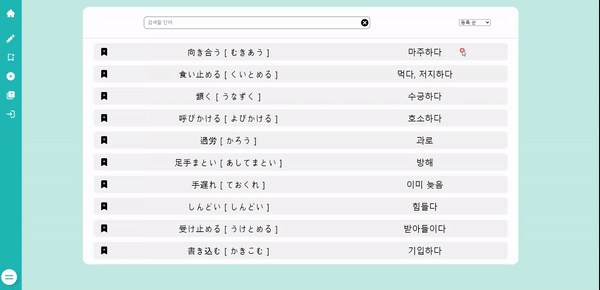 검색할 단어
등록 순
向き合う [ むきあう ] 마주하다
食い止める [ くいとめる ] 먹다, 저지하다
頷く [ うなずく ] 수긍하다
呼びかける [ よびかける ] 호소하다
過労 [ かろう ] 과로
足手まとい [ あしてまとい ] 방해
手遅れ [ ておくれ ] 이미 늦음
しんどい [ しんどい ] 힘들다
受け止める [ うけとめる ] 받아들이다
書き込む [ かきこむ ] 기입하다